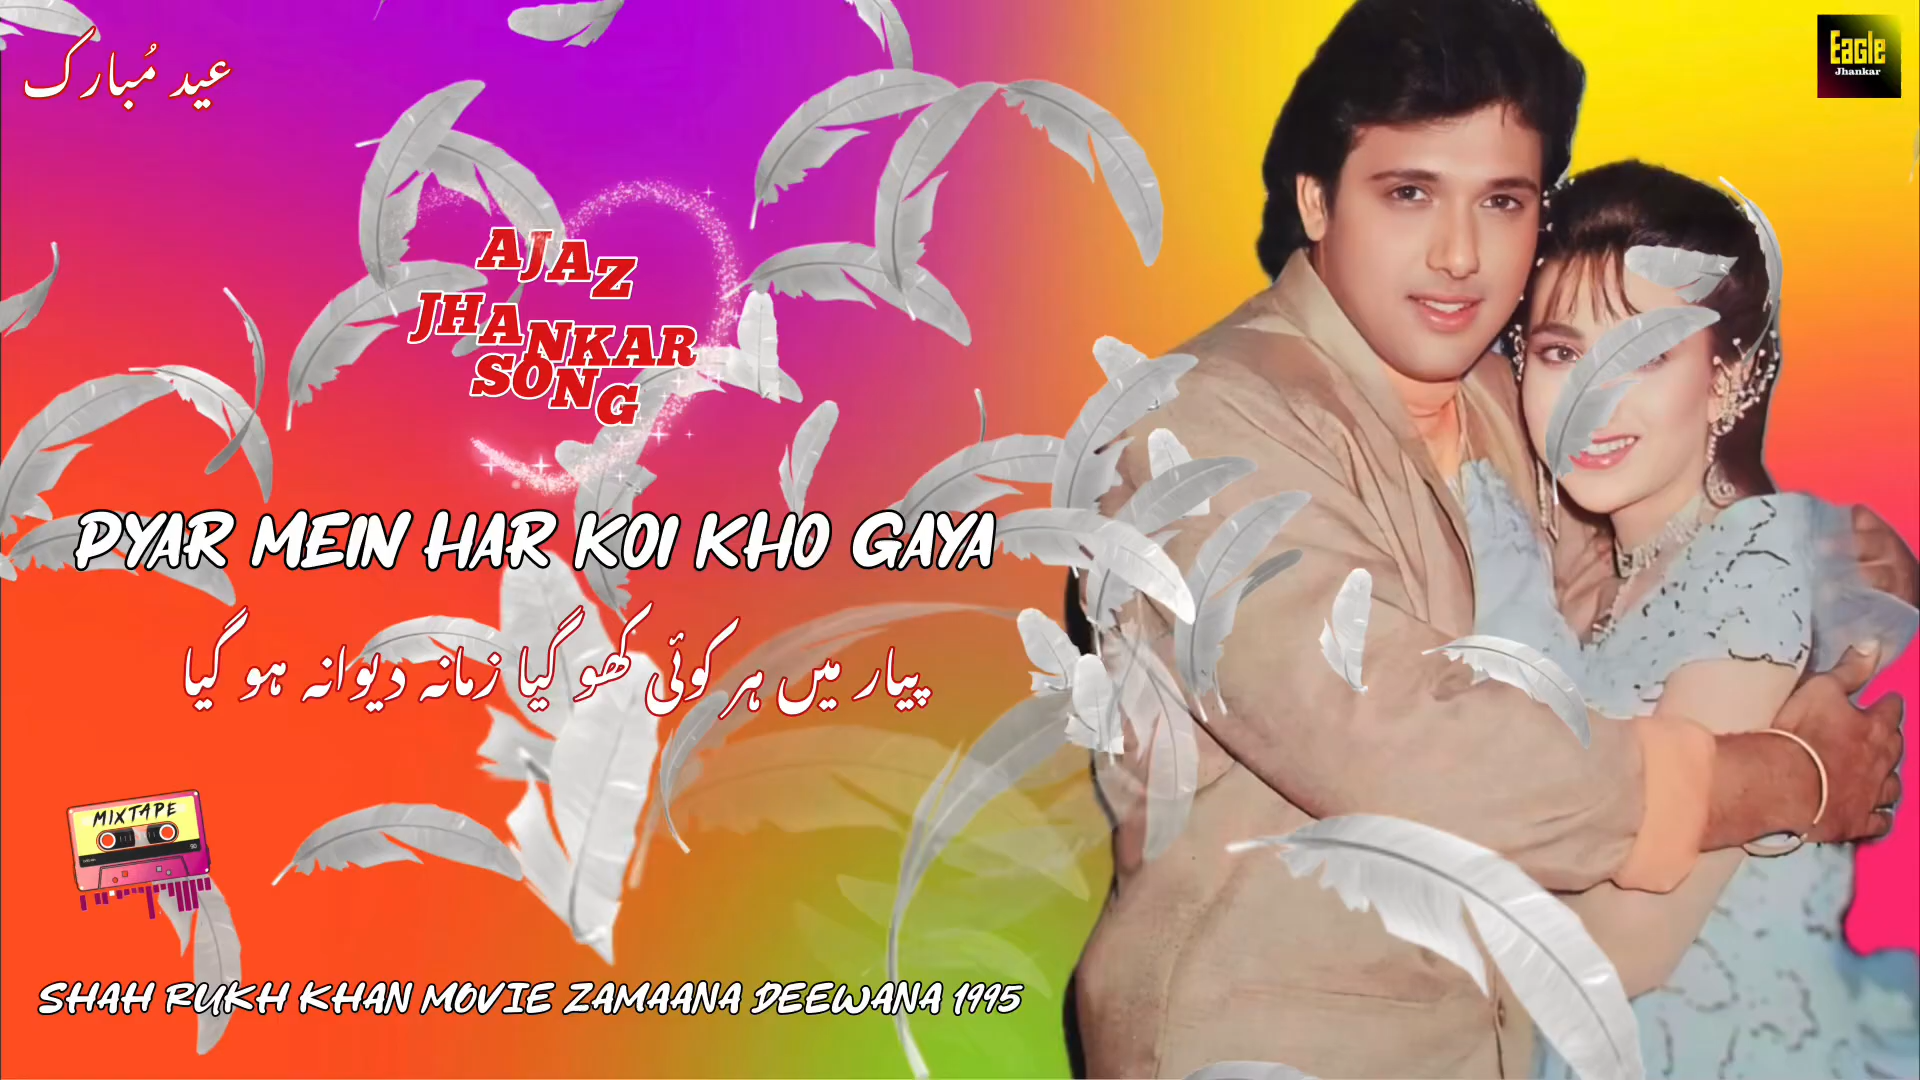 عید مُبارک
Eagle
Jhankar
AJAZ
JHANKAR
SONG
PYAR MEIN HAR KOI KHO GAYA
پیار میں ہر کوئی کھو گیا زمانہ دیوانہ ہو گیا
MIXTAPE
SHAH RUKH KHAN MOVIE ZAMAANA DEEWANA 1995